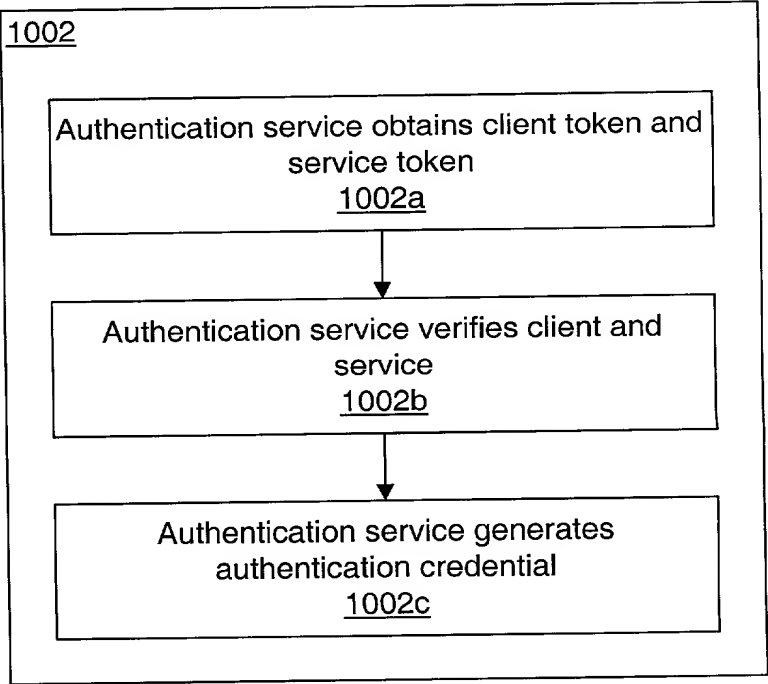 1002
Authentication service obtains client token and
service token
1002a
Authentication service verifies client and
service
1002b
Authentication service generates
authentication credential
1002c